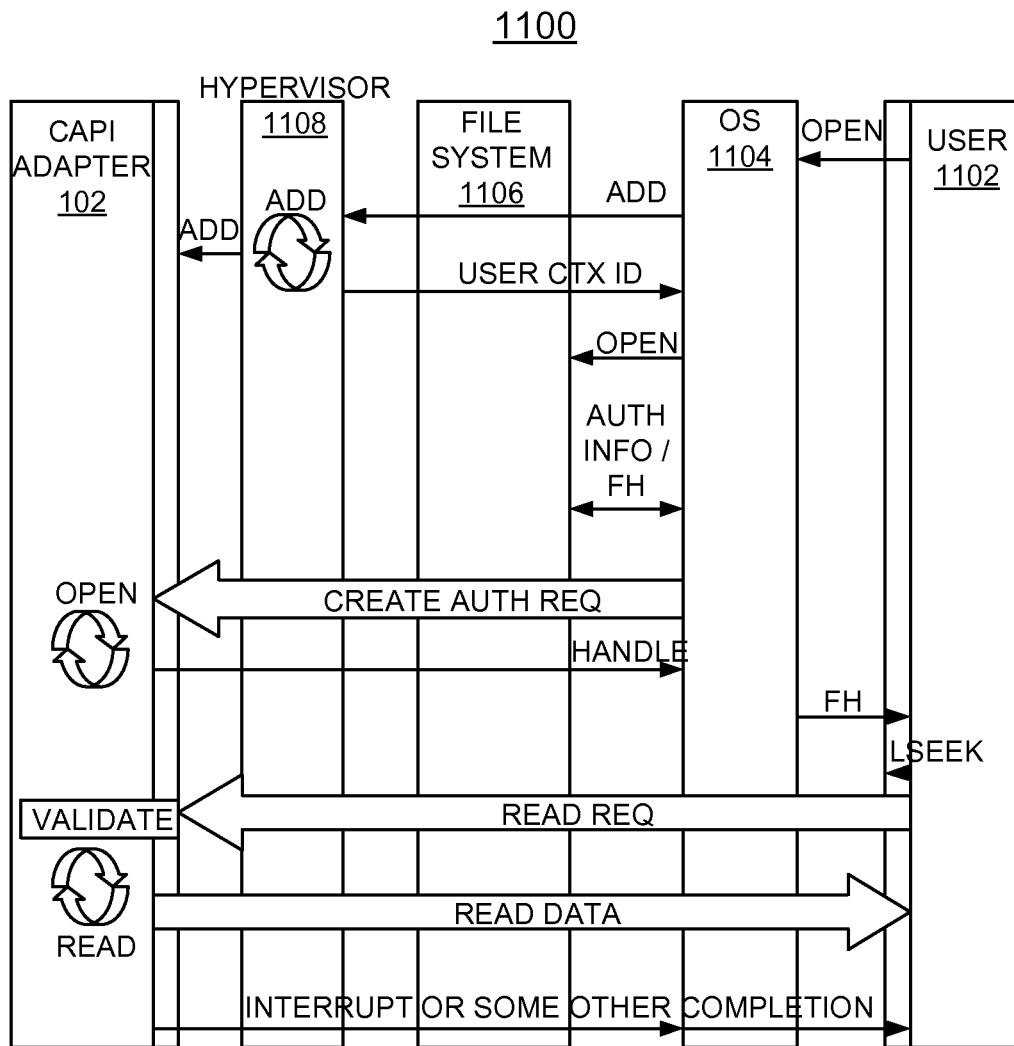 1100
HYPERVISOR
1108
CAPI
ADAPTER
102
FILE
SYSTEM
1106
OS
1104
OPEN
USER
1102
ADD
ADD
ADD
USER CTX ID
OPEN
AUTH
INFO /
FH
OPEN
CREATE AUTH REQ
HANDLE
FH
LSEEK
VALIDATE
READ REQ
READ DATA
READ
INTERRUPT OR SOME OTHER COMPLETION